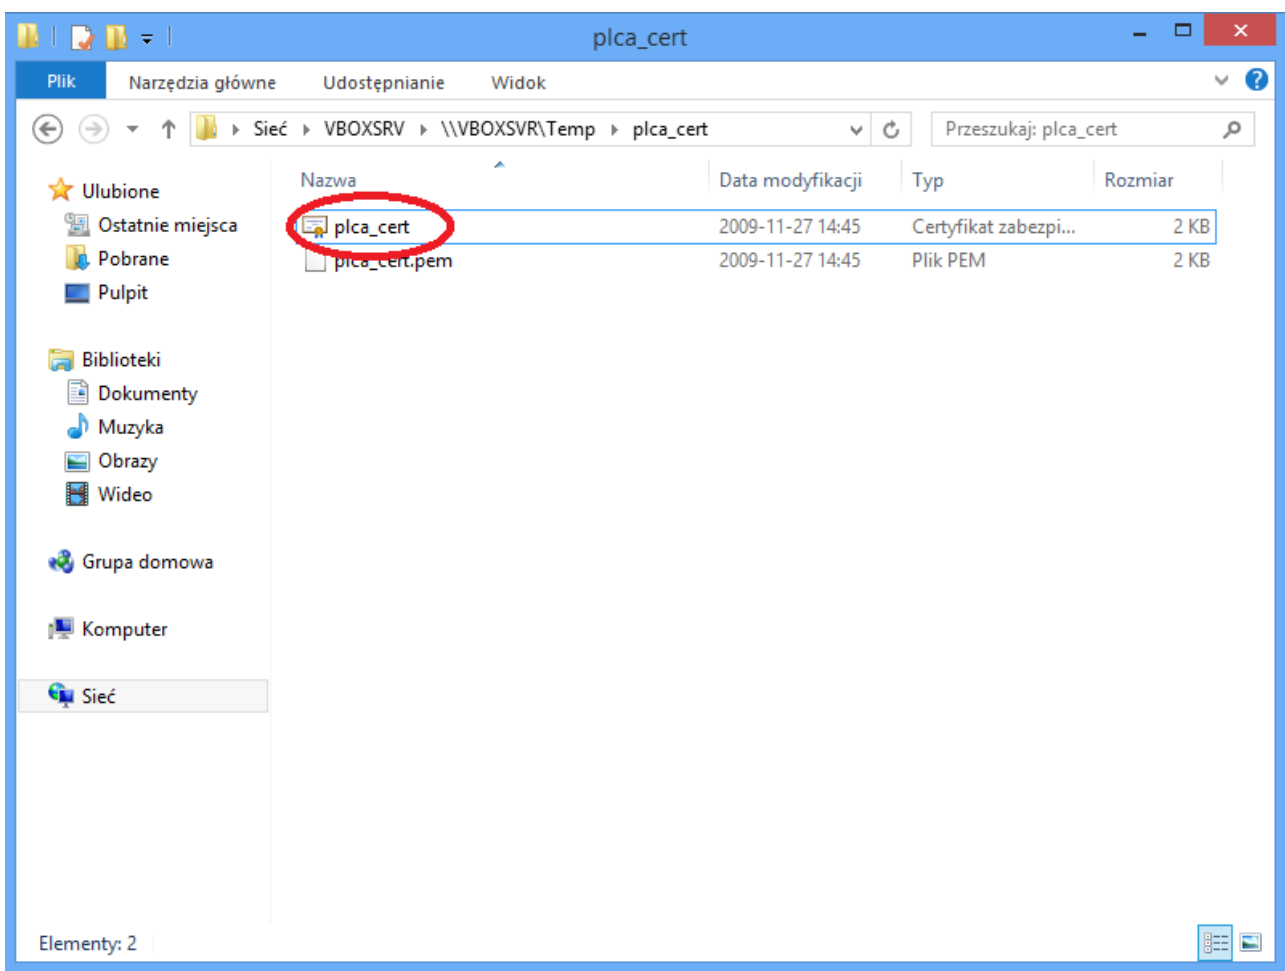 plca_cert
Plik Narzędzia główne Udostępnianie Widok
Sieć VBOXSRV \\VBOXSVR\Temp plca_cert Przeszukaj: plca_cert
Nazwa Data modyfikacji Typ Rozmiar
plca_cert 2009-11-27 14:45 Certyfikat zabezpi... 2 KB
plca_cert.pem 2009-11-27 14:45 Plik PEM 2 KB
Ulubione
Ostatnie miejsca
Pobrane
Pulpit
Biblioteki
Dokumenty
Muzyka
Obrazy
Wideo
Grupa domowa
Komputer
Sieć
Elementy: 2